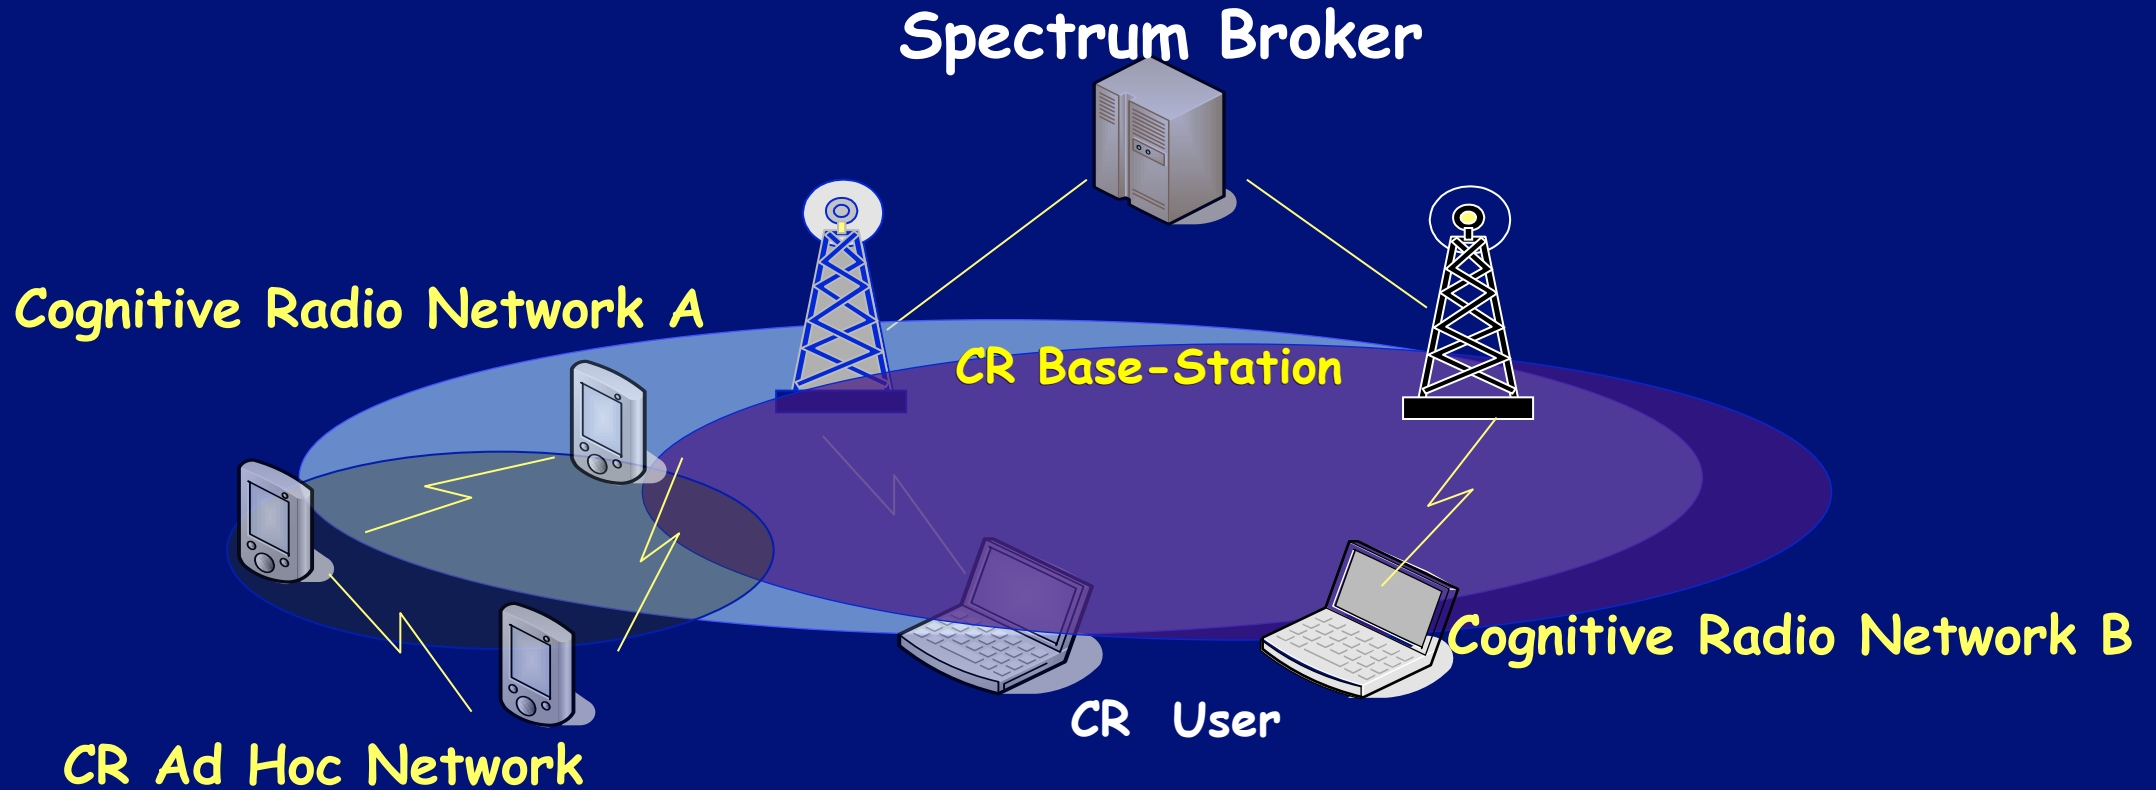 Spectrum Broker
Cognitive Radio Network A
CR Base-Station
Cognitive Radio Network B
CR User
CR Ad Hoc Network